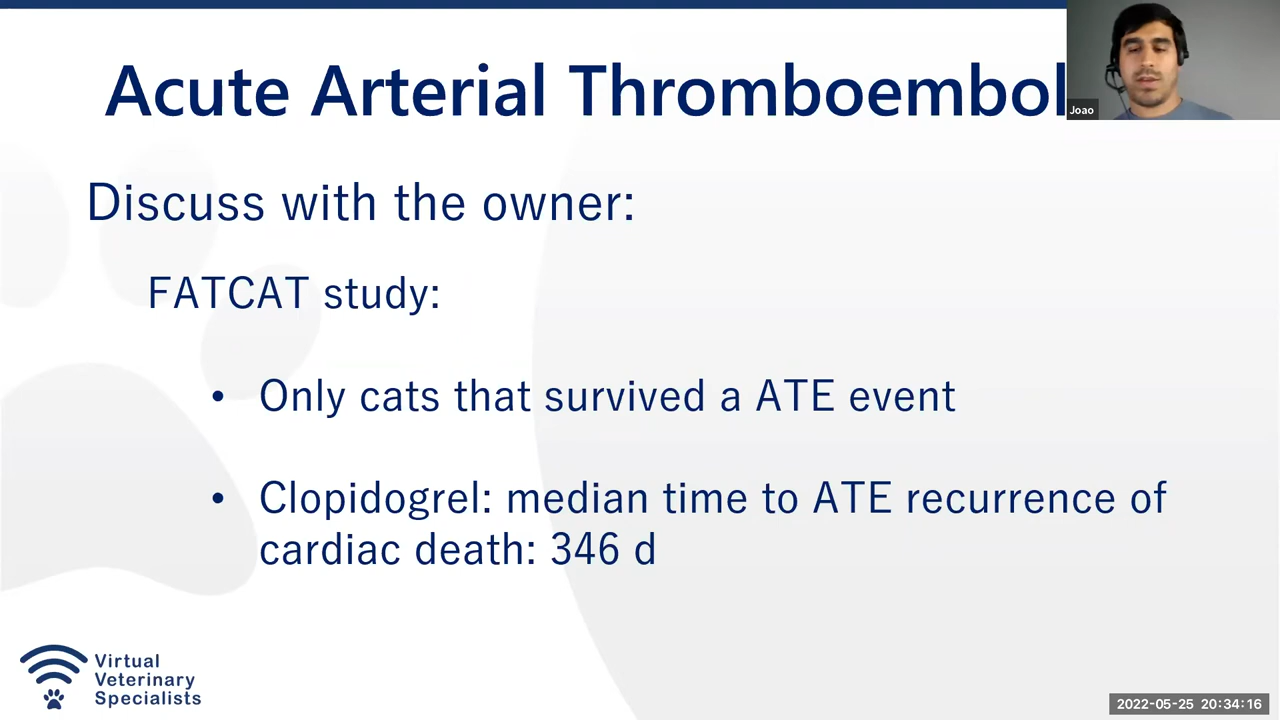 Acute Arterial Thromboembol
Joao
Discuss with the owner:
FATCAT study:
• Only cats that survived a ATE event
• Clopidogrel: median time to ATE recurrence of
cardiac death: 346 d
Virtual
Veterinary
Specialists
2022-05-25 20:34:16